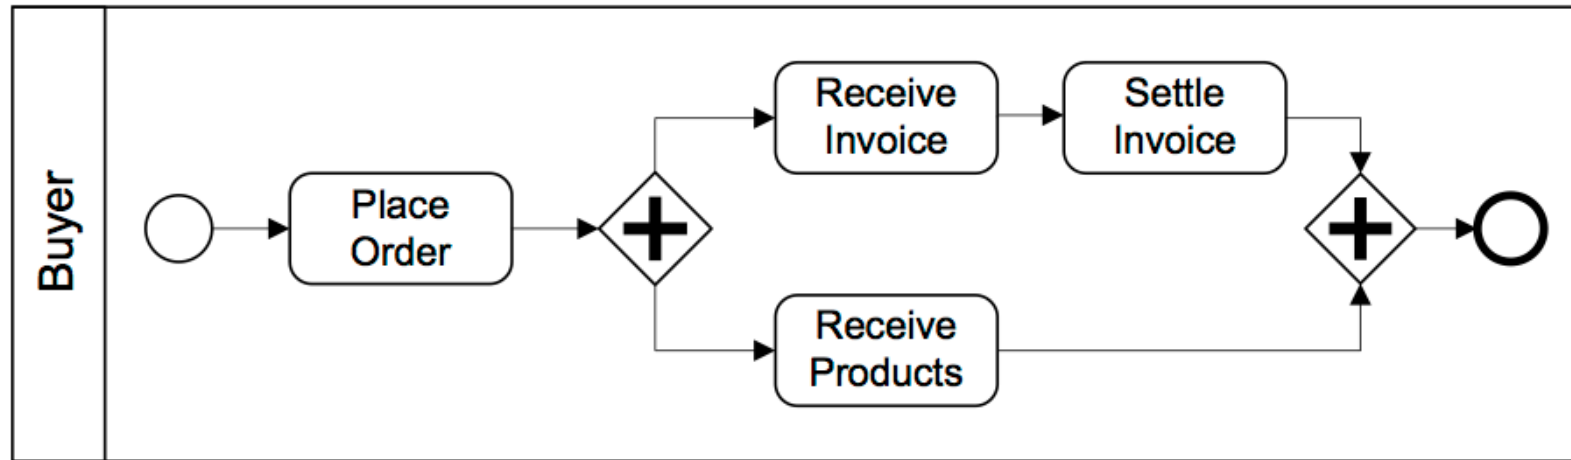 Buyer
Place
Order
Receive
Invoice
Settle
Invoice
Receive
Products